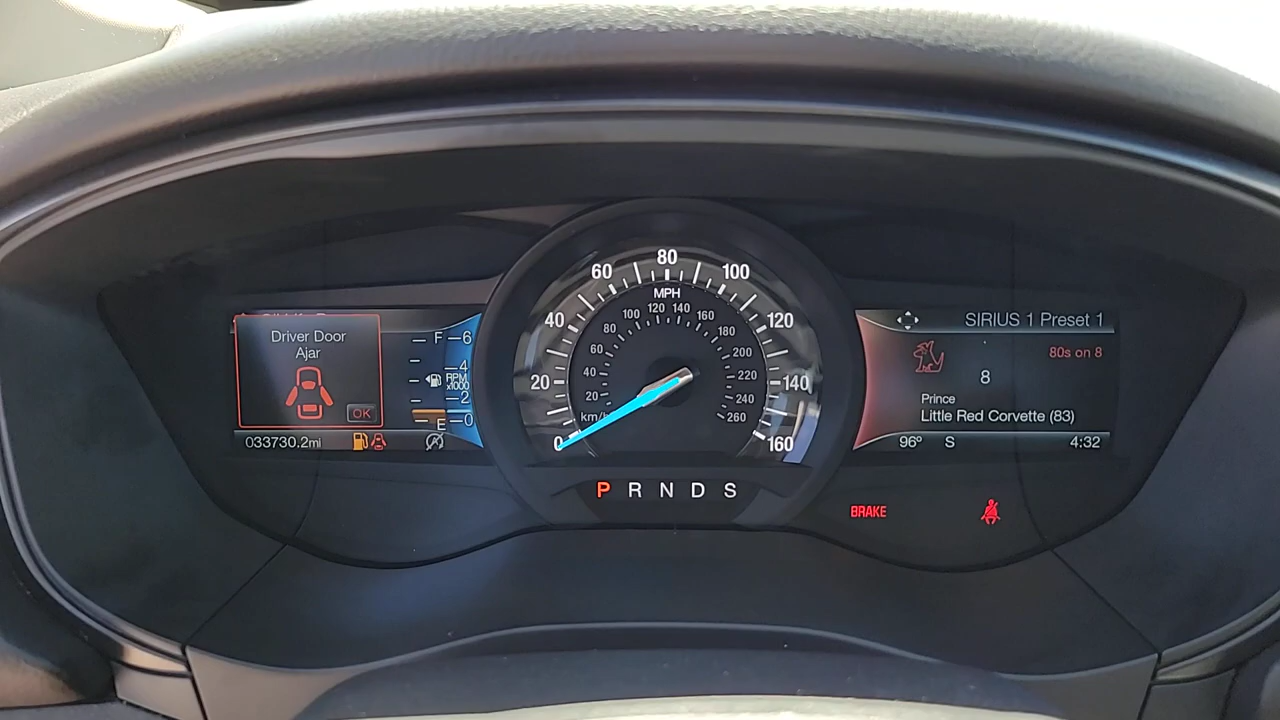 Driver Door
Ajar
OK
033730.2mi
F
6
4
RPM
x1000
2
0
E
0
20
40
60
80
100
120
140
160
MPH
km/h
20
40
60
80
100
120
140
160
180
200
220
240
260
P R N D S
SIRIUS 1 Preset 1
80s on 8
8
Prince
Little Red Corvette (83)
96º S 4:32
BRAKE